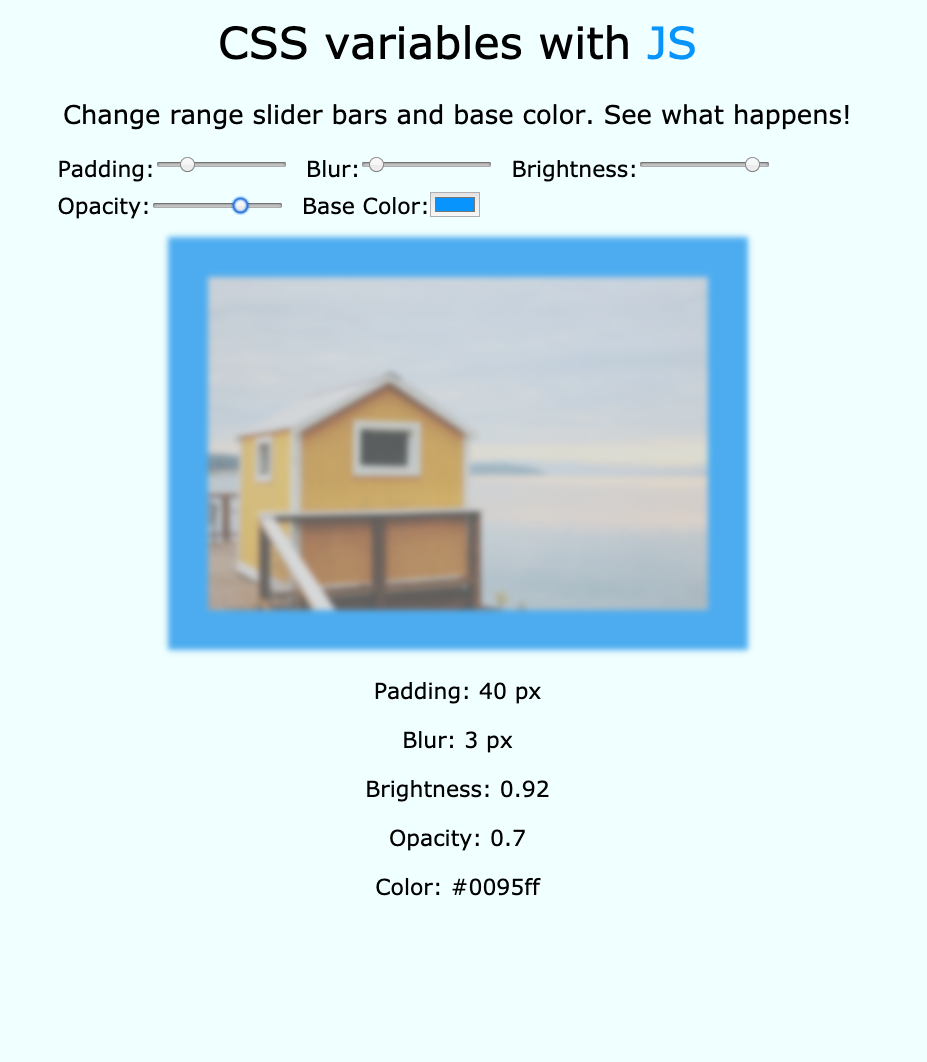 CSS variables with JS
Change range slider bars and base color. See what happens!
Padding: Blur: Brightness:
Opacity: Base Color:
Padding: 40 px
Blur: 3 px
Brightness: 0.92
Opacity: 0.7
Color: #0095ff